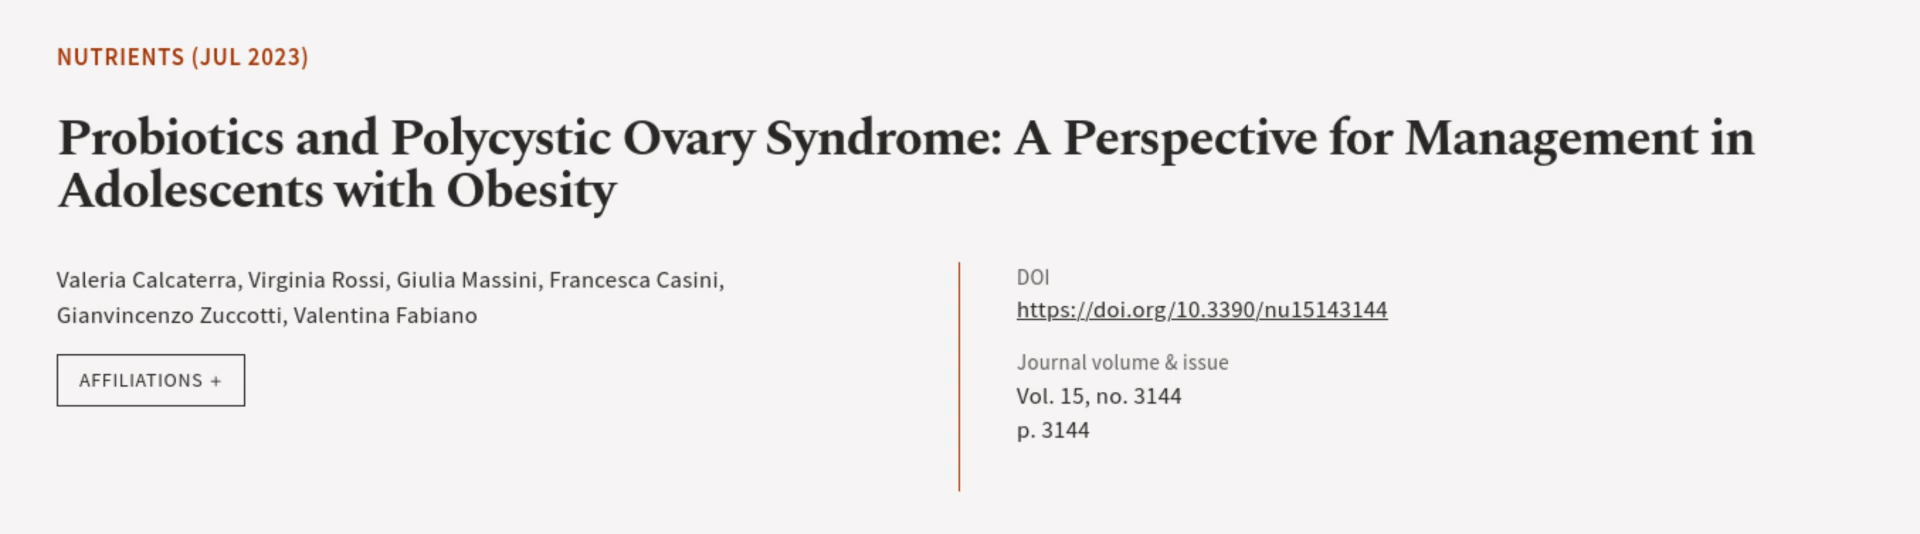 NUTRIENTS (JUL 2023)
Probiotics and Polycystic Ovary Syndrome: A Perspective for Management in
Adolescents with Obesity
Valeria Calcaterra, Virginia Rossi, Giulia Massini, Francesca Casini,
Gianvincenzo Zuccotti, Valentina Fabiano
AFFILIATIONS +
DOI
https://doi.org/10.3390/nu15143144
Journal volume & issue
Vol. 15, no. 3144
p. 3144